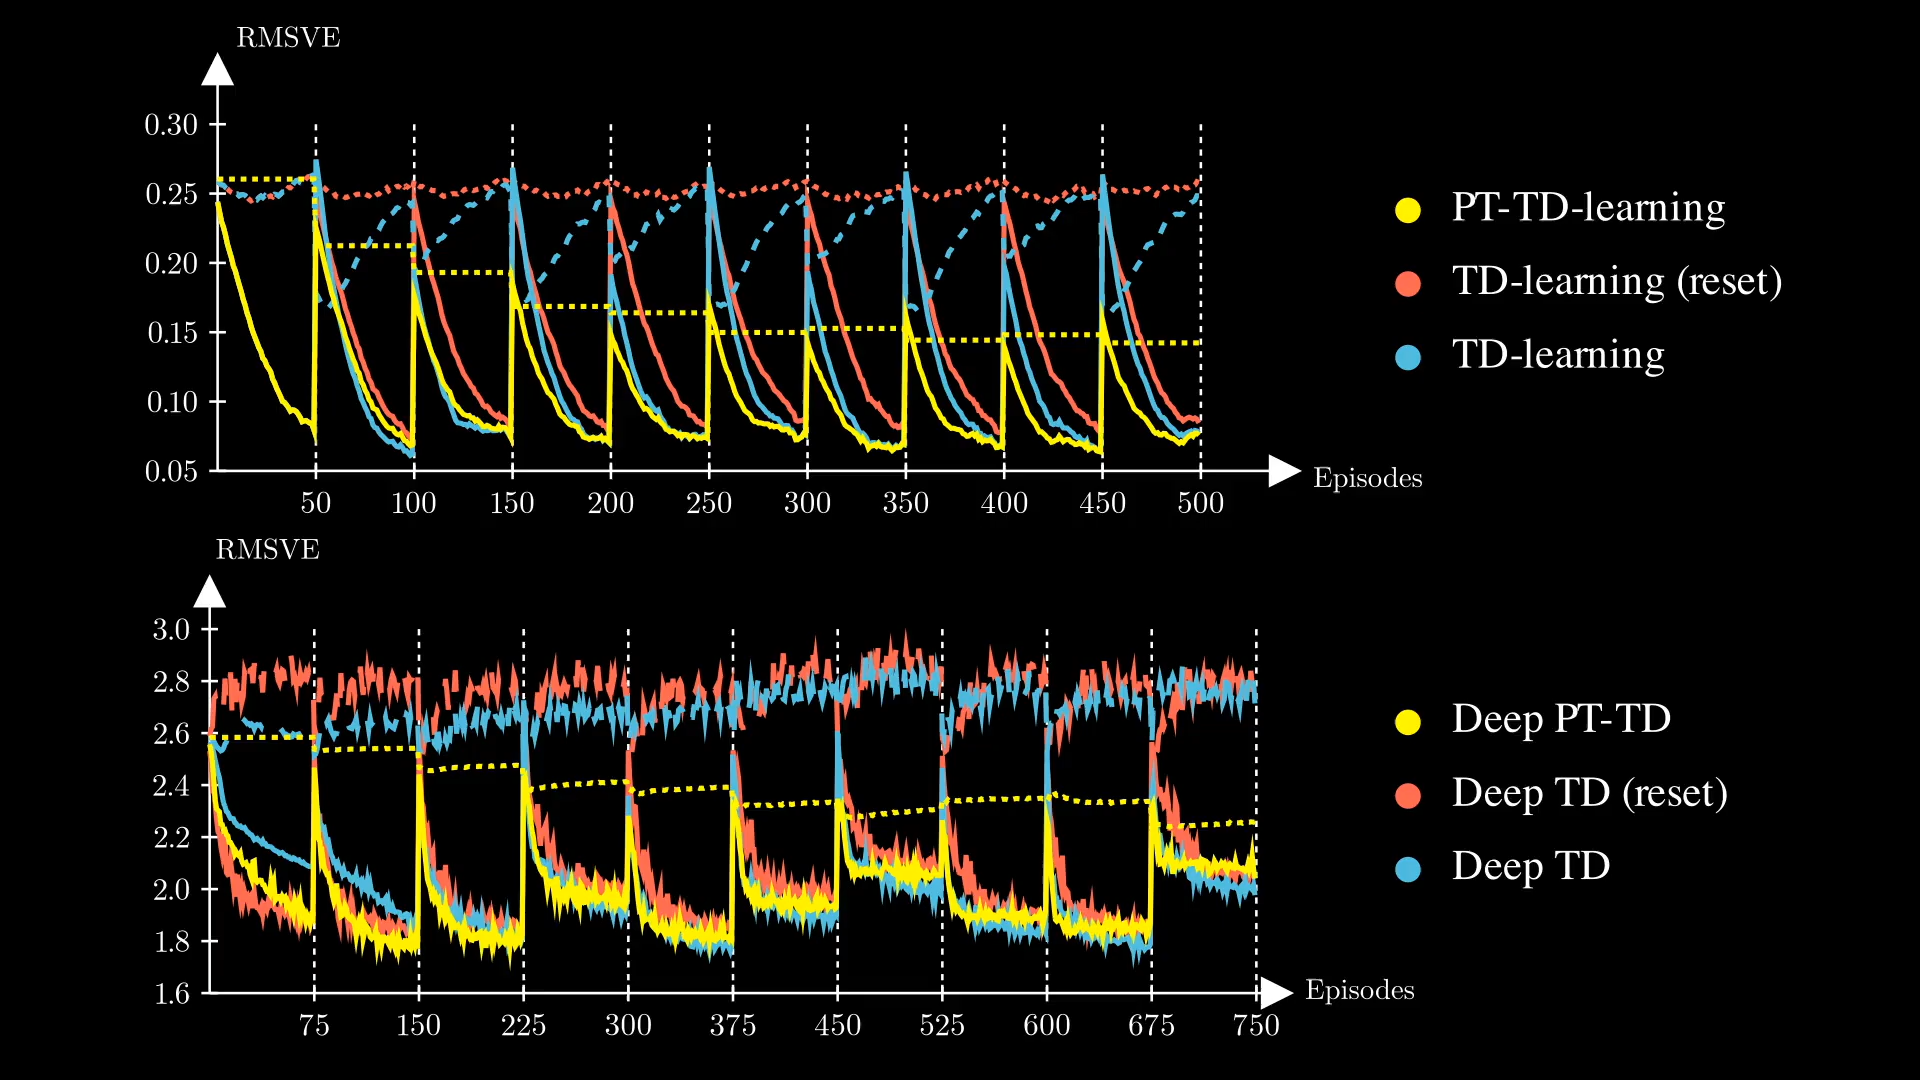 RMSVE
0.30
0.25
0.20
0.15
0.10
0.05
50 100 150 200 250 300 350 400 450 500
Episodes
PT-TD-learning
TD-learning (reset)
TD-learning
RMSVE
3.0
2.8
2.6
2.4
2.2
2.0
1.8
1.6
75 150 225 300 375 450 525 600 675 750
Episodes
Deep PT-TD
Deep TD (reset)
Deep TD